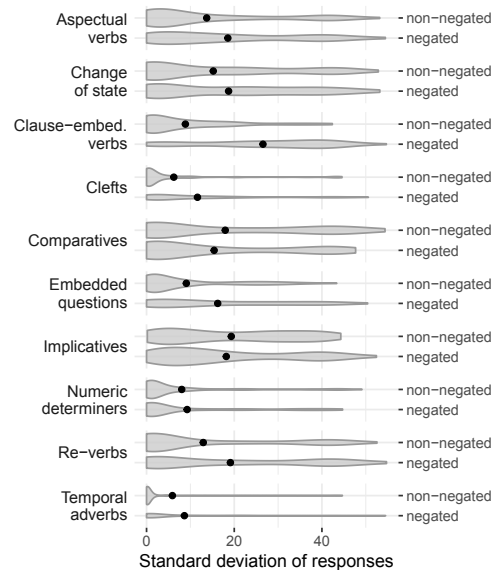 Aspectual
verbs
non−negated
negated
Change
of state
non−negated
negated
Clause−embed.
verbs
non−negated
negated
Clefts
non−negated
negated
Comparatives
non−negated
negated
Embedded
questions
non−negated
negated
Implicatives
non−negated
negated
Numeric
determiners
non−negated
negated
Re−verbs
non−negated
negated
Temporal
adverbs
non−negated
negated
0 20 40
Standard deviation of responses